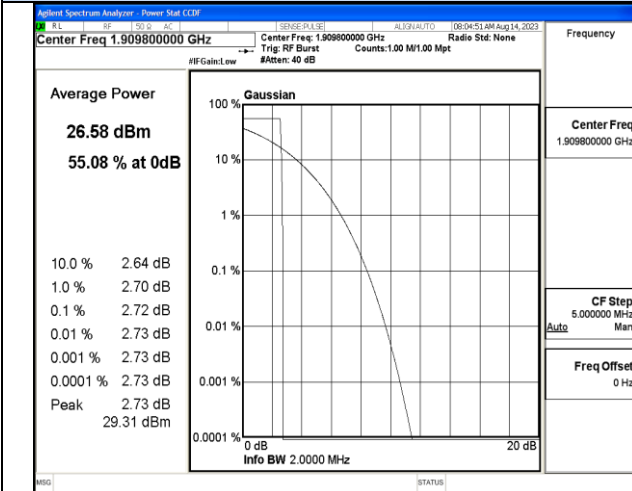 Agilent Spectrum Analyzer - Power Stat CCDF
RL RF 50 Ω AC SENSE:PULSE ALIGNAUTO 08:04:51 AM Aug 14, 2023
Center Freq 1.909800000 GHz
Center Freq: 1.909800000 GHz Radio Std: None
Trig: RF Burst Counts:1.00 M/1.00 Mpt
#IFGain:Low #Atten: 40 dB
Frequency
Average Power
26.58 dBm
55.08 % at 0dB
10.0 % 2.64 dB
1.0 % 2.70 dB
0.1 % 2.72 dB
0.01 % 2.73 dB
0.001 % 2.73 dB
0.0001 % 2.73 dB
Peak 2.73 dB
29.31 dBm
Gaussian
100 %
10 %
1 %
0.1 %
0.01 %
0.001 %
0.0001 %
0 dB 20 dB
Info BW 2.0000 MHz
Center Freq
1.909800000 GHz
CF Step
5.000000 MHz
Auto Man
Freq Offset
0 Hz
MSG STATUS